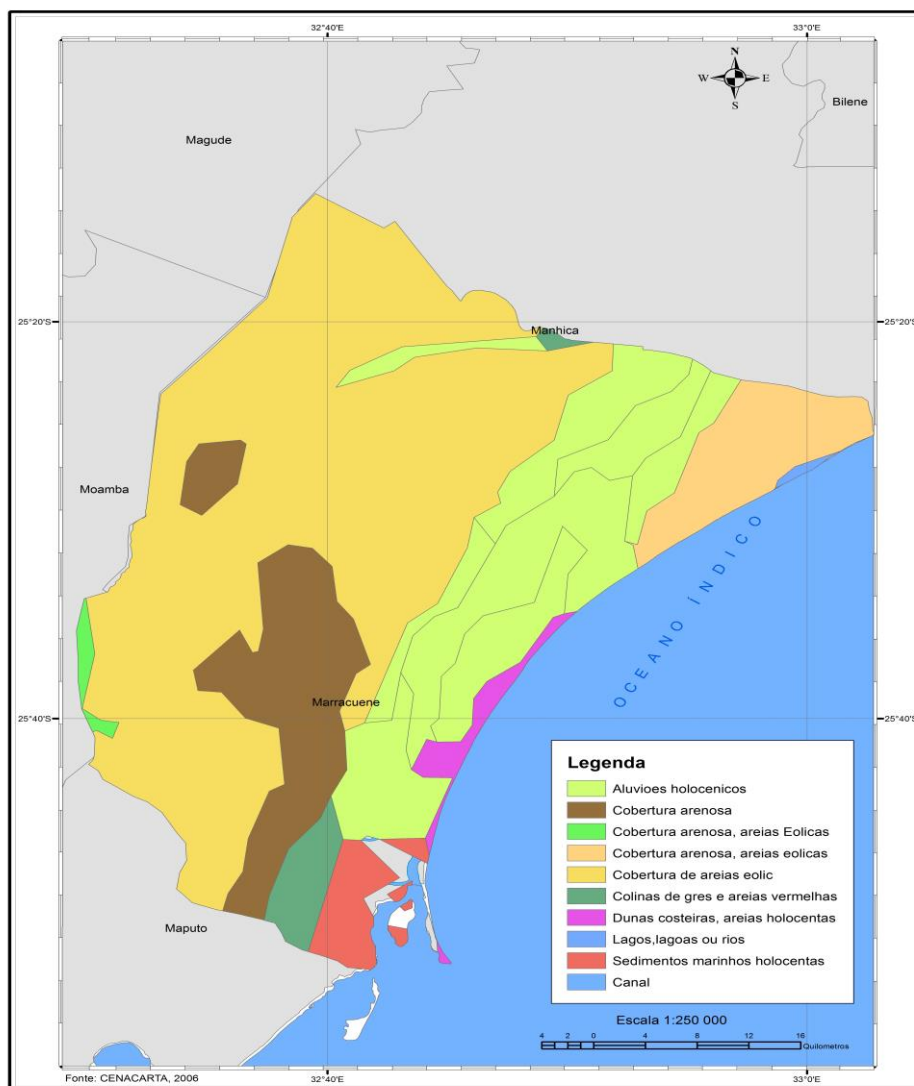 32°40'E
33°0'E
N
W E
S
Bilene
Magude
25°20'S
25°20'S
Manhica
Moamba
OCEANO ÍNDICO
Marracuene
25°40'S
25°40'S
Legenda
Aluvioes holocenicos
Cobertura arenosa
Cobertura arenosa, areias Eolicas
Cobertura arenosa, areias eolicas
Cobertura de areias eolic
Colinas de gres e areias vermelhas
Dunas costeiras, areias holocentas
Lagos,lagoas ou rios
Sedimentos marinhos holocentas
Canal
Maputo
Escala 1:250 000
4 2 0 4 8 12 16
Quilometros
Fonte: CENACARTA, 2006
32°40'E
33°0'E